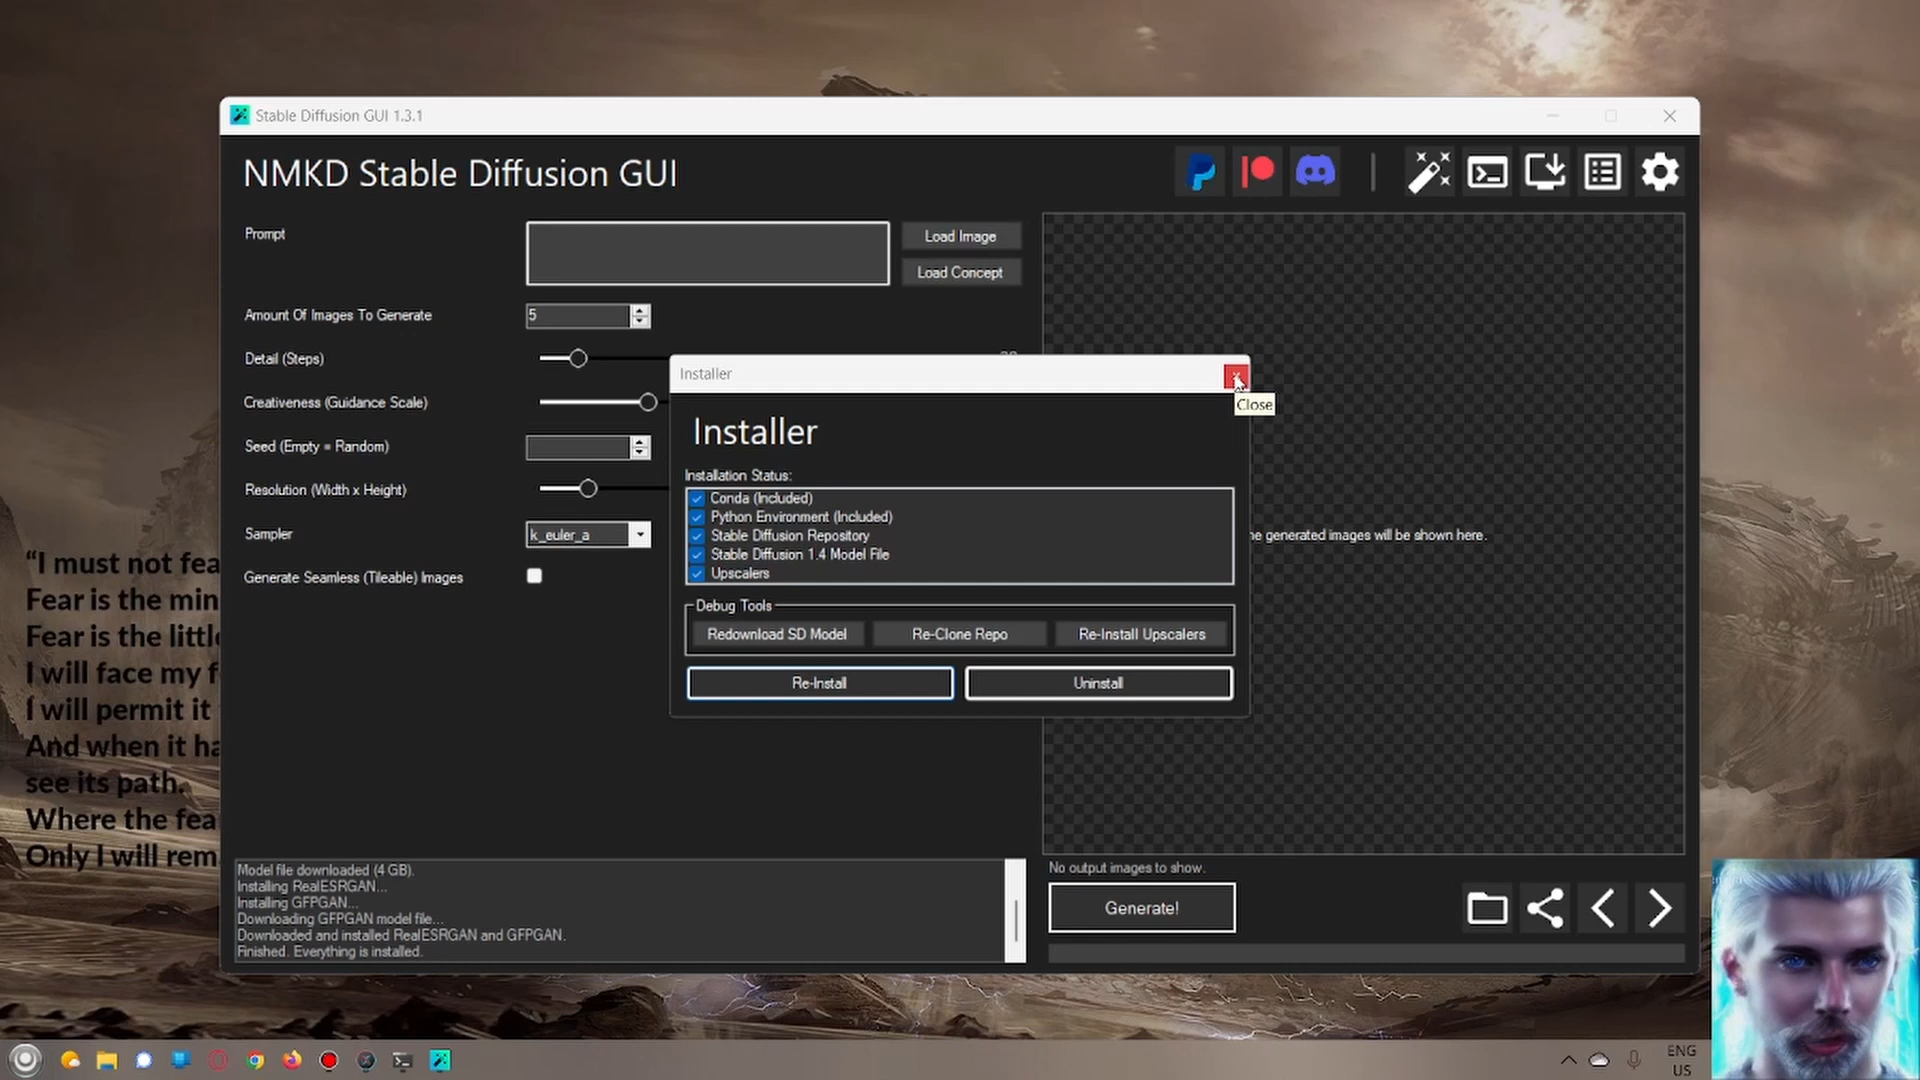 Stable Diffusion GUI 1.3.1
NMKD Stable Diffusion GUI
Prompt
Load Image
Load Concept
Amount Of Images To Generate
5
Detail (Steps)
Creativeness (Guidance Scale)
Seed (Empty = Random)
Resolution (Width x Height)
Sampler
k_euler_a
Generate Seamless (Tileable) Images
Installer
Close
Installer
Installation Status:
Conda (Included)
Python Environment (Included)
Stable Diffusion Repository
Stable Diffusion 1.4 Model File
Upscalers
Debug Tools
Redownload SD Model
Re-Clone Repo
Re-Install Upscalers
Re-Install
Uninstall
generated images will be shown here.
“I must not fea
Fear is the min
Fear is the littl
I will face my f
I will permit it
And when it ha
see its path.
Where the fea
Only I will rem
Model file downloaded (4 GB).
Installing RealESRGAN...
Installing GFPGAN...
Downloading GFPGAN model file...
Downloaded and installed RealESRGAN and GFPGAN.
Finished. Everything is installed.
No output images to show.
Generate!
ENG
US